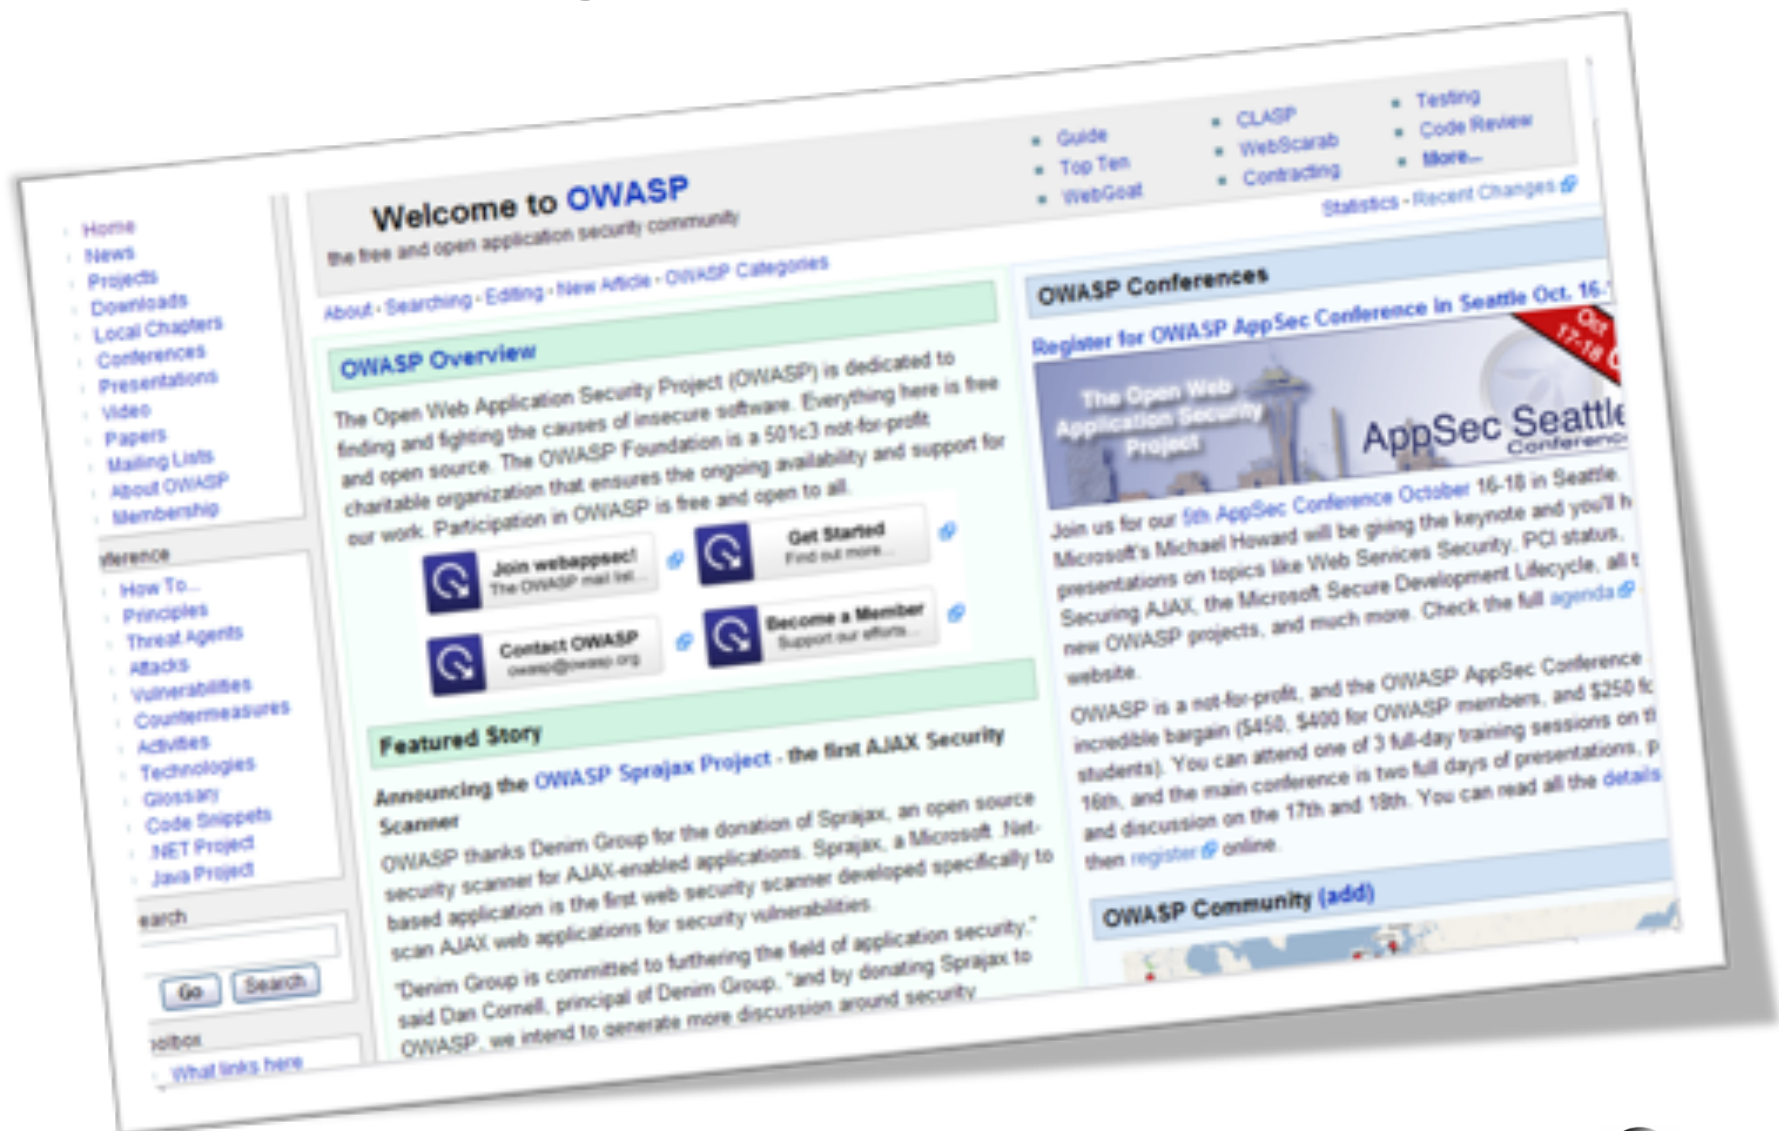 Home
News
Projects
Downloads
Local Chapters
Conferences
Presentations
Video
Papers
Mailing Lists
About OWASP
Membership
How To...
Principles
Threat Agents
Attacks
Vulnerabilities
Countermeasures
Activities
Technologies
Glossary
Code Snippets
.NET Project
Java Project
earch
Go Search
oolbox
What links here
Welcome to OWASP
the free and open application security community
Guide
Top Ten
WebGoat
CLASP
WebScarab
Contracting
Testing
Code Review
More...
Statistics · Recent Changes
About · Searching · Editing · New Article · OWASP Categories
OWASP Overview
The Open Web Application Security Project (OWASP) is dedicated to
finding and fighting the causes of insecure software. Everything here is free
and open source. The OWASP Foundation is a 501c3 not-for-profit
charitable organization that ensures the ongoing availability and support for
our work. Participation in OWASP is free and open to all.
Join webappsec!
The OWASP mail list...
Get Started
Find out more...
Contact OWASP
owasp@owasp.org
Become a Member
Support our efforts...
Featured Story
Announcing the OWASP Sprajax Project - the first AJAX Security
Scanner
OWASP thanks Denim Group for the donation of Sprajax, an open source
security scanner for AJAX-enabled applications. Sprajax, a Microsoft .Net-
based application is the first web security scanner developed specifically to
scan AJAX web applications for security vulnerabilities.
"Denim Group is committed to furthering the field of application security,"
said Dan Cornell, principal of Denim Group, "and by donating Sprajax to
OWASP, we intend to generate more discussion around security
OWASP Conferences
Register for OWASP AppSec Conference in Seattle Oct. 16-
The Open Web
Application Security
Project
AppSec Seattle
Conferenc
Oct
17-18
Join us for our 5th AppSec Conference October 16-18 in Seattle.
Microsoft's Michael Howard will be giving the keynote and you'll h
presentations on topics like Web Services Security, PCI status,
Securing AJAX, the Microsoft Secure Development Lifecycle, all t
new OWASP projects, and much more. Check the full agenda
website.
OWASP is a not-for-profit, and the OWASP AppSec Conference
incredible bargain ($450, $400 for OWASP members, and $250 fo
students). You can attend one of 3 full-day training sessions on th
16th, and the main conference is two full days of presentations, p
and discussion on the 17th and 18th. You can read all the details
then register online.
OWASP Community (add)